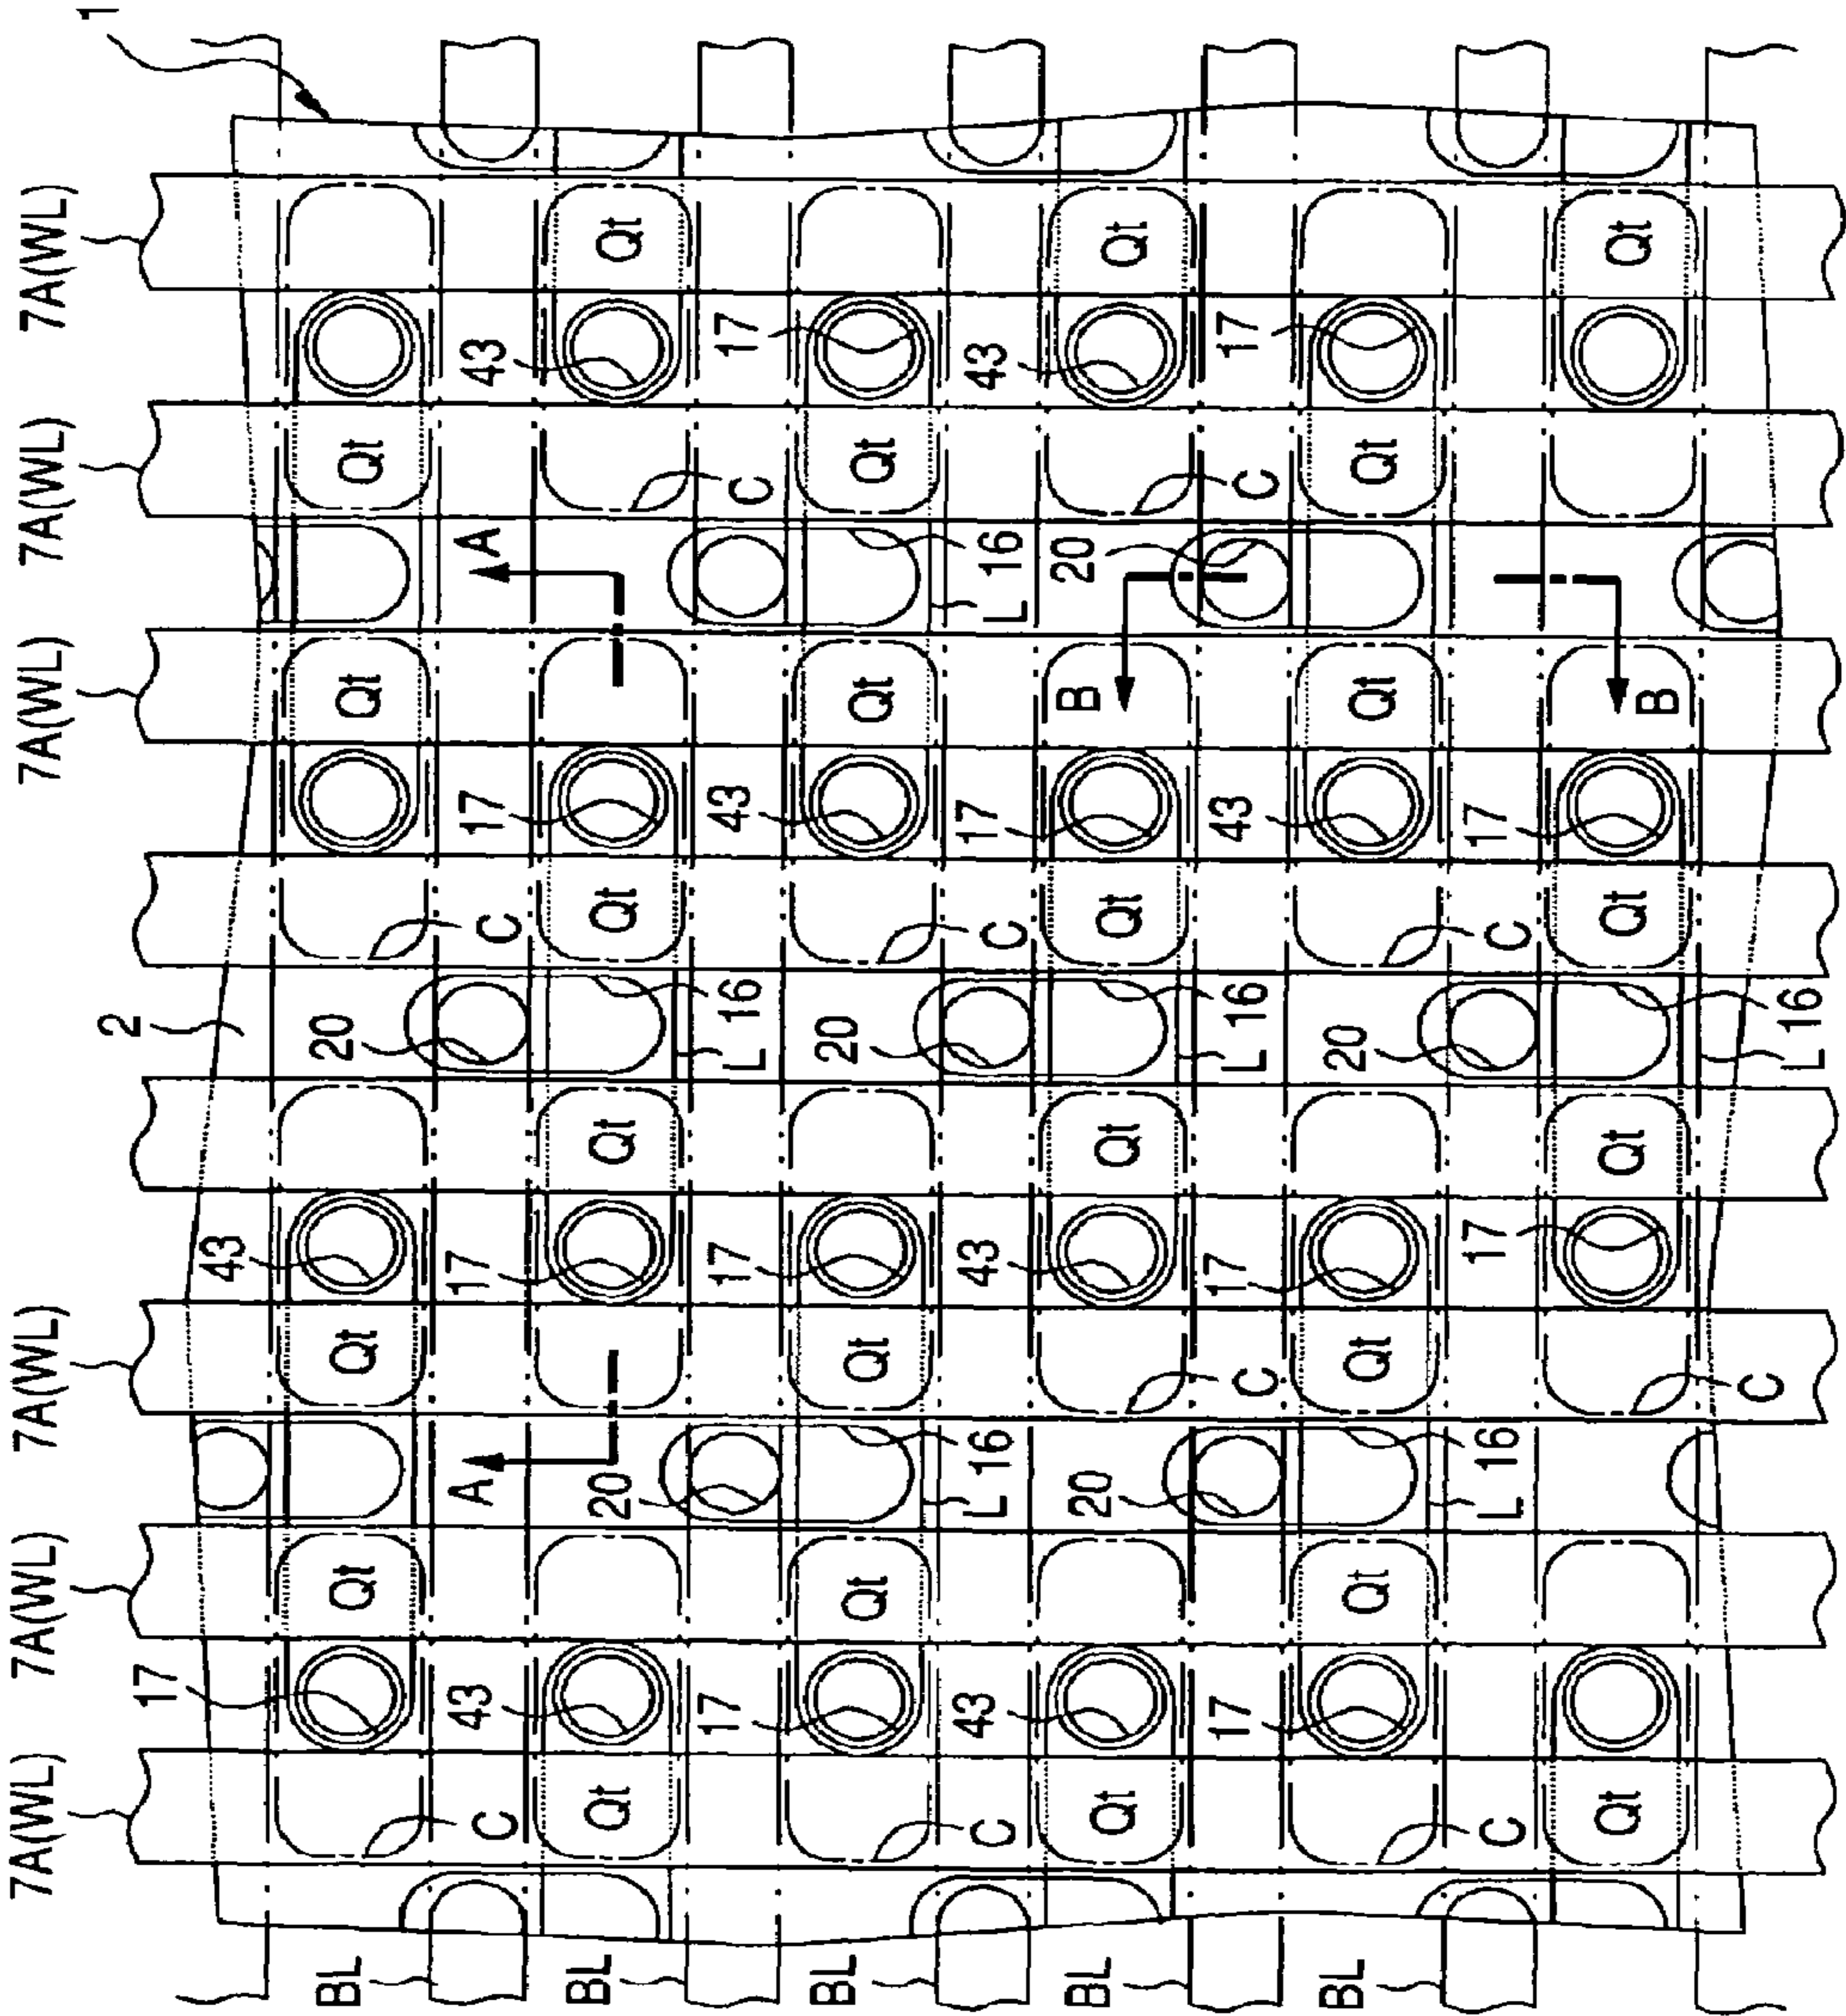 1
7A(WL) 7A(WL) 7A(WL) 7A(WL) 7A(WL) 7A(WL)
2
17
43
BL 20
Qt Qt Qt Qt
43 A 17 17 A 43
C C
BL Qt 20 Qt Qt Qt
17 17 43 17
L 16 C
BL Qt Qt 20 Qt Qt
43 43 17 43
C L 16 C L 16
BL Qt 20 Qt Qt B 20 Qt
17 17 43 17
C L 16 C
BL Qt Qt 20 Qt Qt
C L 16 17 C 17
Qt Qt Qt B Qt
C L 16